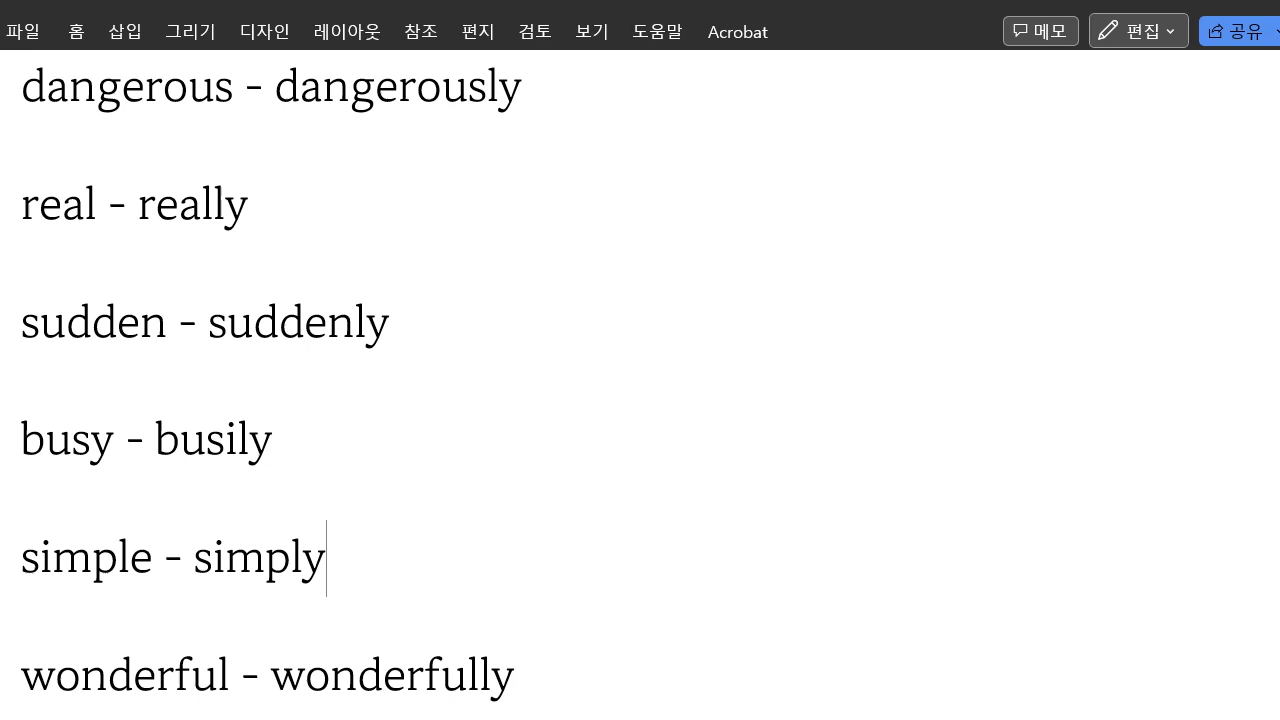 파일 홈 삽입 그리기 디자인 레이아웃 참조 편지 검토 보기 도움말 Acrobat 메모 편집 공유
dangerous - dangerously
real - really
sudden - suddenly
busy - busily
simple - simply
wonderful - wonderfully